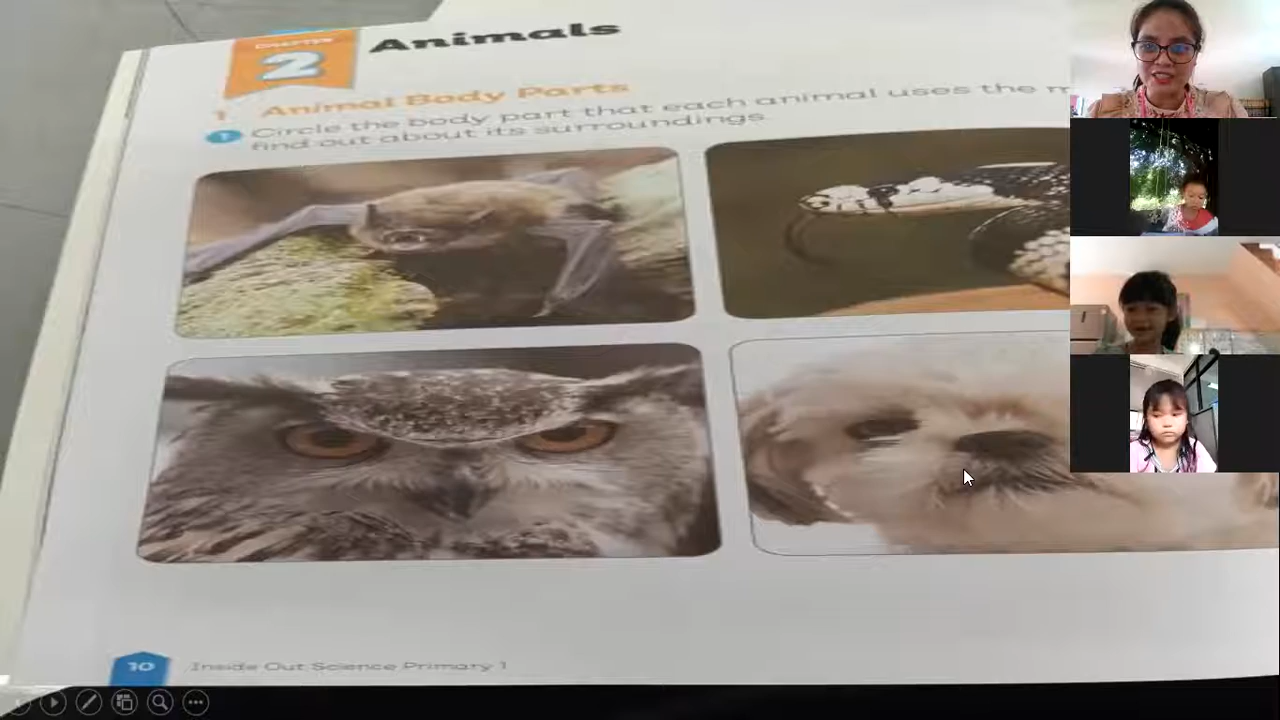 CHAPTER
2
Animals
1 Animal Body Parts
1 Circle the body part that each animal uses the
find out about its surroundings.
10 Inside Out Science Primary 1